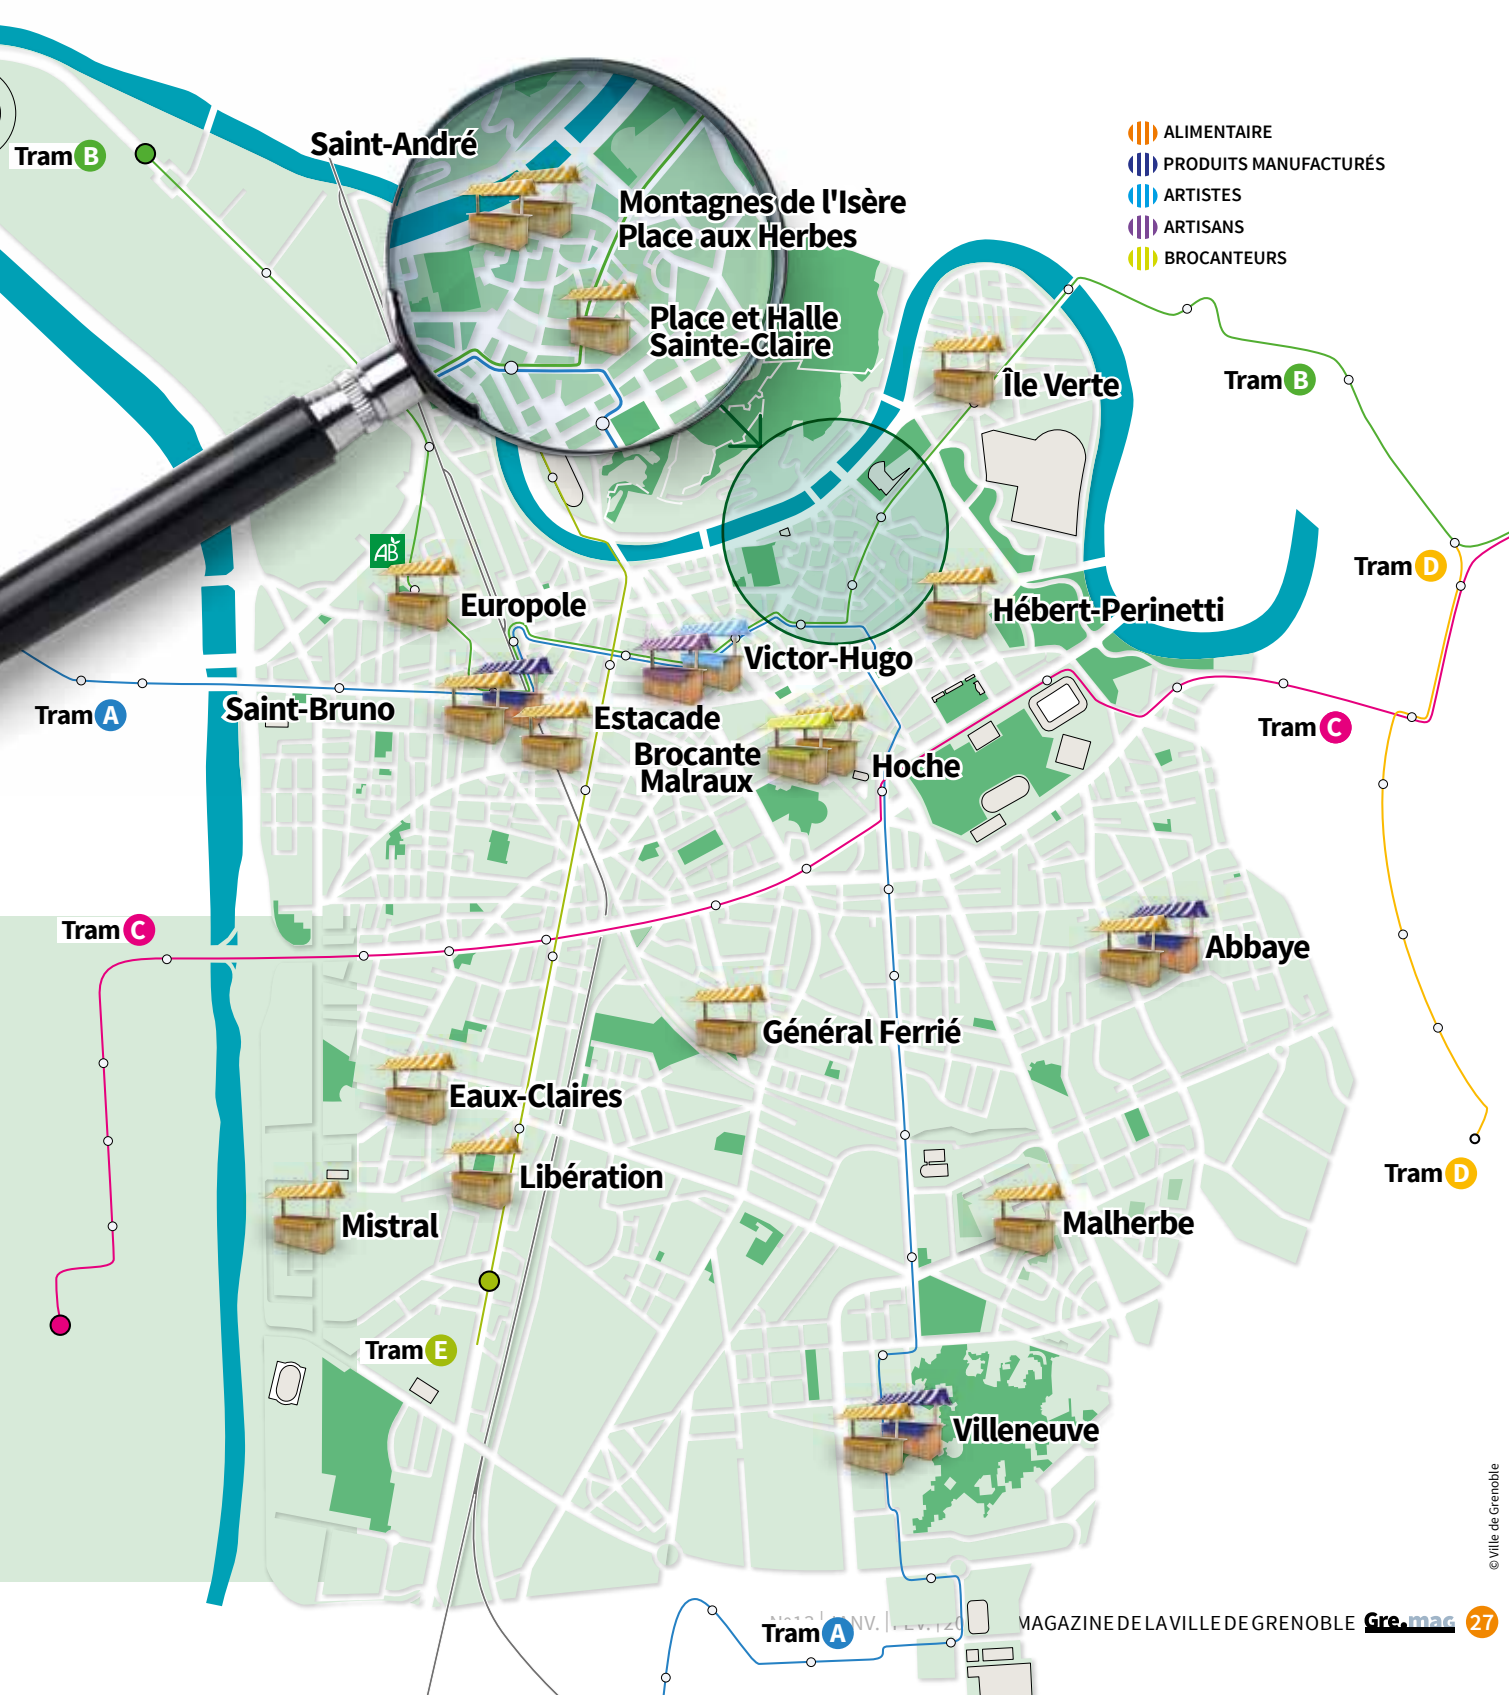 Saint-André
Tram B
Montagnes de l'Isère
Place aux Herbes
Place et Halle
Sainte-Claire
ALIMENTAIRE
PRODUITS MANUFACTURÉS
ARTISTES
ARTISANS
BROCANTEURS
Île Verte
Tram B
AB
Europole
Hébert-Perinetti
Tram D
Victor-Hugo
Saint-Bruno
Tram A
Estacade
Brocante
Malraux
Hoche
Tram C
Tram C
Abbaye
Général Ferrié
Eaux-Claires
Libération
Mistral
Malherbe
Tram D
Tram E
Villeneuve
© Ville de Grenoble
Tram A
MAGAZINE DE LA VILLE DE GRENOBLE Gre.mag 27